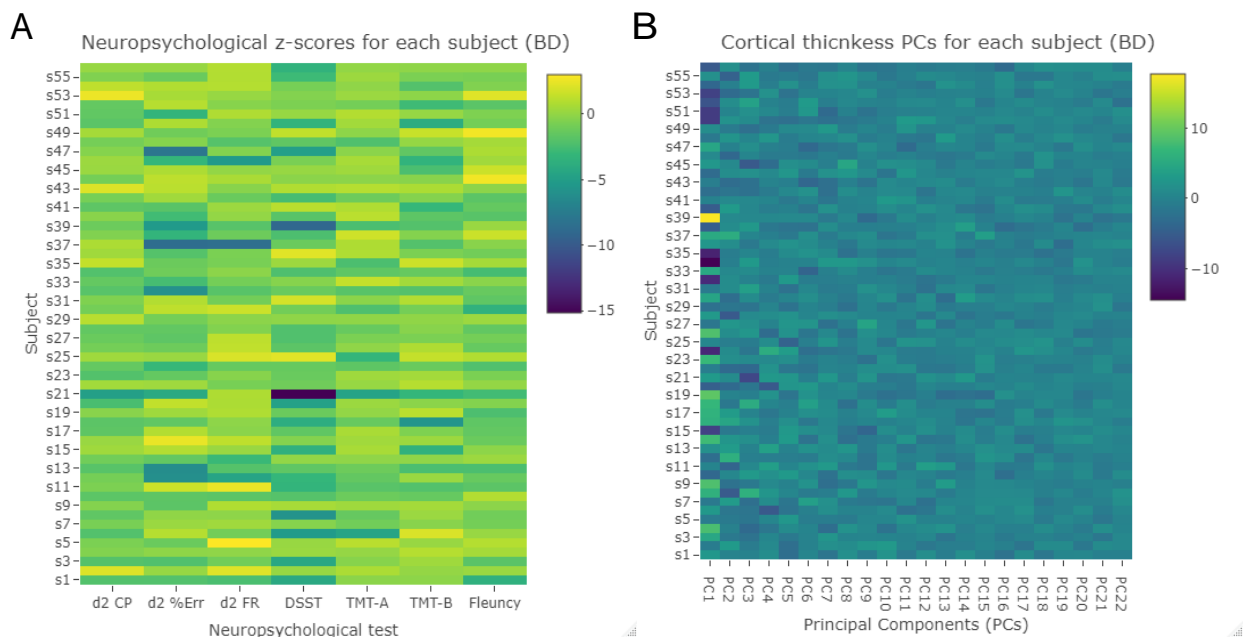 A
Neuropsychological z-scores for each subject (BD)
s55
s53
s51
s49
s47
s45
s43
s41
s39
s37
s35
s33
s31
s29
s27
s25
s23
s21
s19
s17
s15
s13
s11
s9
s7
s5
s3
s1
Subject
d2 CP d2 %Err d2 FR DSST TMT-A TMT-B Fleuncy
Neuropsychological test
0
−5
−10
−15
B
Cortical thicnkess PCs for each subject (BD)
s55
s53
s51
s49
s47
s45
s43
s41
s39
s37
s35
s33
s31
s29
s27
s25
s23
s21
s19
s17
s15
s13
s11
s9
s7
s5
s3
s1
Subject
PC1 PC2 PC3 PC4 PC5 PC6 PC7 PC8 PC9 PC10 PC11 PC12 PC13 PC14 PC15 PC16 PC17 PC18 PC19 PC20 PC21 PC22
Principal Components (PCs)
10
0
−10